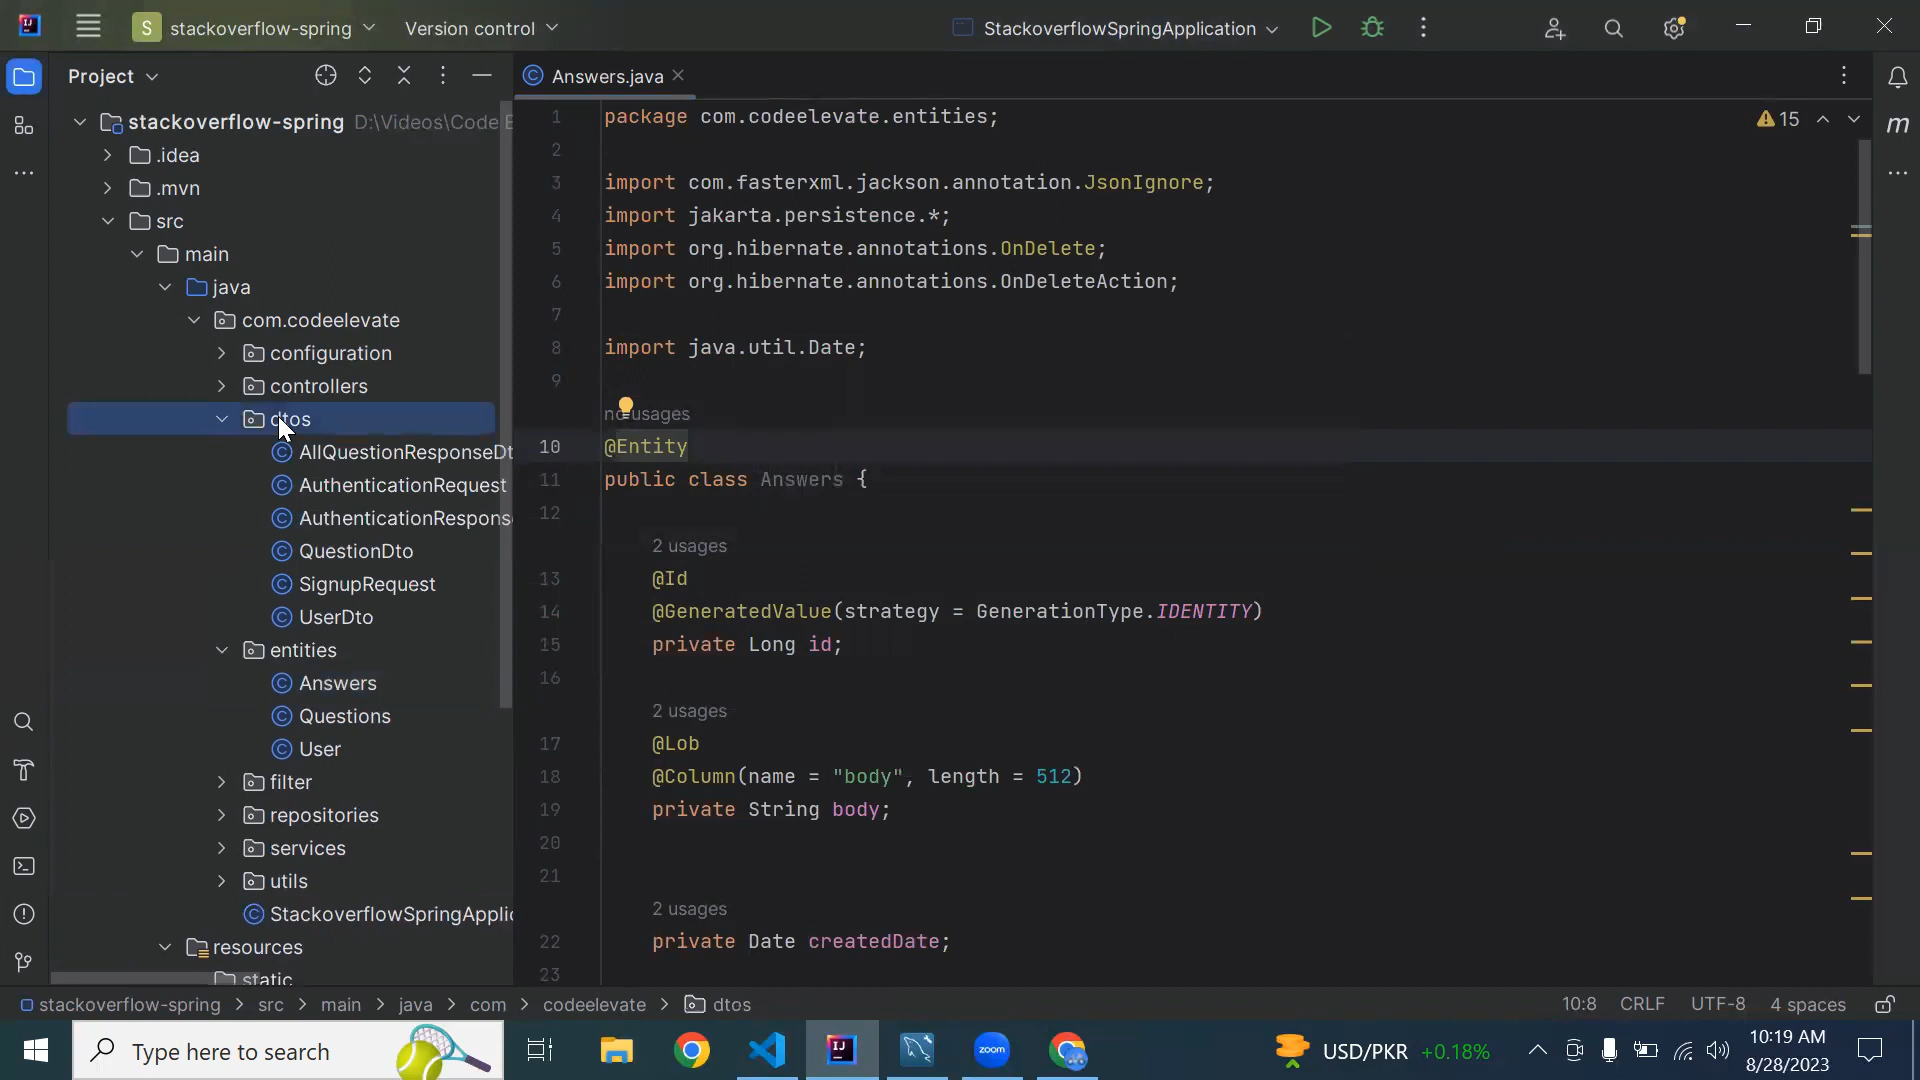 S stackoverflow-spring Version control StackoverflowSpringApplication
Project
Answers.java
stackoverflow-spring D:\Videos\Code E
.idea
.mvn
src
main
java
com.codeelevate
configuration
controllers
dtos
AllQuestionResponseDt
AuthenticationRequest
AuthenticationRespons
QuestionDto
SignupRequest
UserDto
entities
Answers
Questions
User
filter
repositories
services
utils
StackoverflowSpringApplic
resources
static
15
1 package com.codeelevate.entities;
2
3 import com.fasterxml.jackson.annotation.JsonIgnore;
4 import jakarta.persistence.*;
5 import org.hibernate.annotations.OnDelete;
6 import org.hibernate.annotations.OnDeleteAction;
7
8 import java.util.Date;
9
no usages
10 @Entity
11 public class Answers {
12
2 usages
13 @Id
14 @GeneratedValue(strategy = GenerationType.IDENTITY)
15 private Long id;
16
2 usages
17 @Lob
18 @Column(name = "body", length = 512)
19 private String body;
20
21
2 usages
22 private Date createdDate;
23
m
stackoverflow-spring > src > main > java > com > codeelevate > dtos 10:8 CRLF UTF-8 4 spaces
Type here to search
IJ
zoom
USD/PKR +0.18%
10:19 AM
8/28/2023